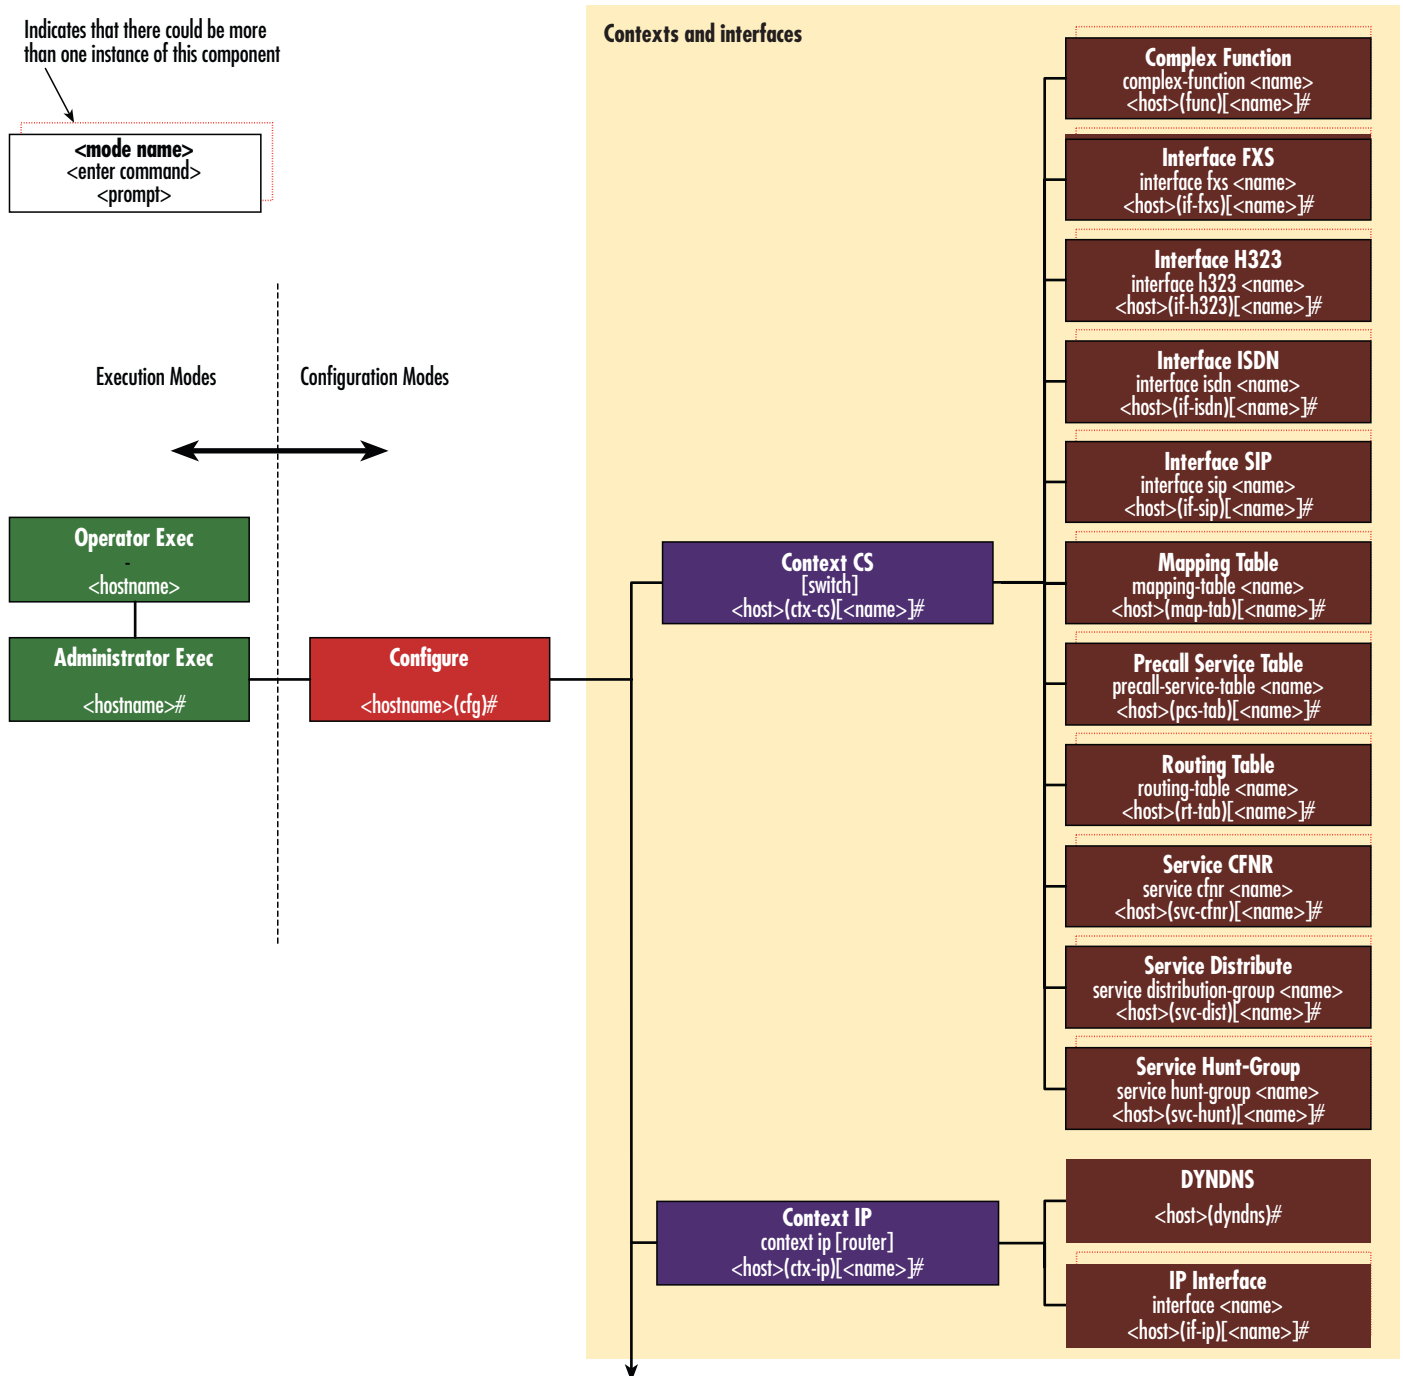 Indicates that there could be more
than one instance of this component
<mode name>
<enter command>
<prompt>
Execution Modes
Configuration Modes
Operator Exec
-
<hostname>
Administrator Exec
<hostname>#
Configure
<hostname>(cfg)#
Contexts and interfaces
Context CS
[switch]
<host>(ctx-cs)[<name>]#
Complex Function
complex-function <name>
<host>(func)[<name>]#
Interface FXS
interface fxs <name>
<host>(if-fxs)[<name>]#
Interface H323
interface h323 <name>
<host>(if-h323)[<name>]#
Interface ISDN
interface isdn <name>
<host>(if-isdn)[<name>]#
Interface SIP
interface sip <name>
<host>(if-sip)[<name>]#
Mapping Table
mapping-table <name>
<host>(map-tab)[<name>]#
Precall Service Table
precall-service-table <name>
<host>(pcs-tab)[<name>]#
Routing Table
routing-table <name>
<host>(rt-tab)[<name>]#
Service CFNR
service cfnr <name>
<host>(svc-cfnr)[<name>]#
Service Distribute
service distribution-group <name>
<host>(svc-dist)[<name>]#
Service Hunt-Group
service hunt-group <name>
<host>(svc-hunt)[<name>]#
Context IP
context ip [router]
<host>(ctx-ip)[<name>]#
DYNDNS
<host>(dyndns)#
IP Interface
interface <name>
<host>(if-ip)[<name>]#